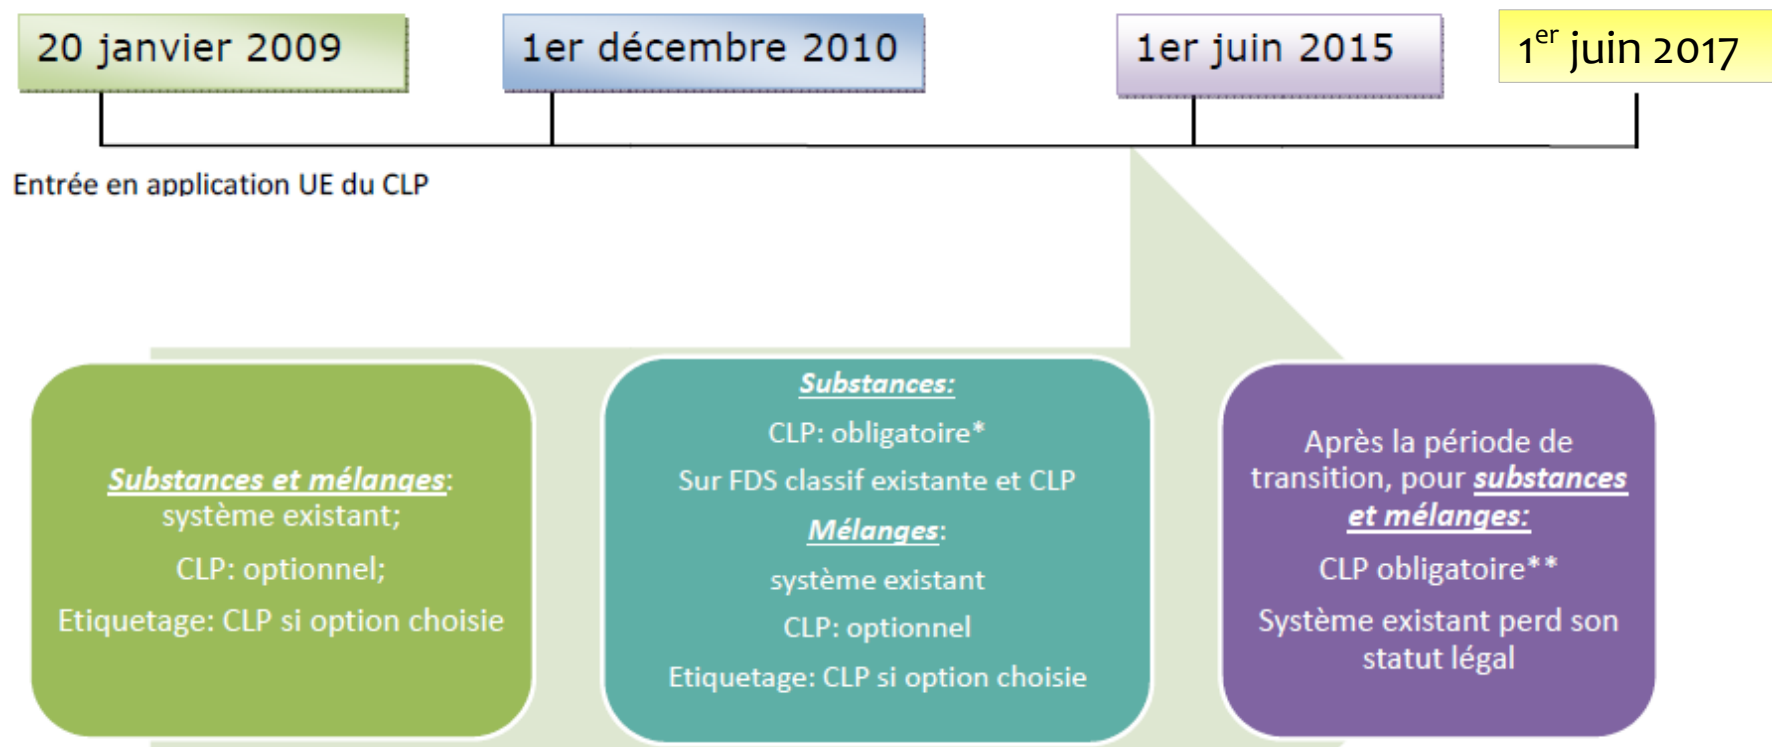 20 janvier 2009
1er décembre 2010
1er juin 2015
1er juin 2017
Entrée en application UE du CLP
Substances et mélanges:
système existant;
CLP: optionnel;
Etiquetage: CLP si option choisie
Substances:
CLP: obligatoire*
Sur FDS classif existante et CLP
Mélanges:
système existant
CLP: optionnel
Etiquetage: CLP si option choisie
Après la période de
transition, pour substances
et mélanges:
CLP obligatoire**
Système existant perd son
statut légal